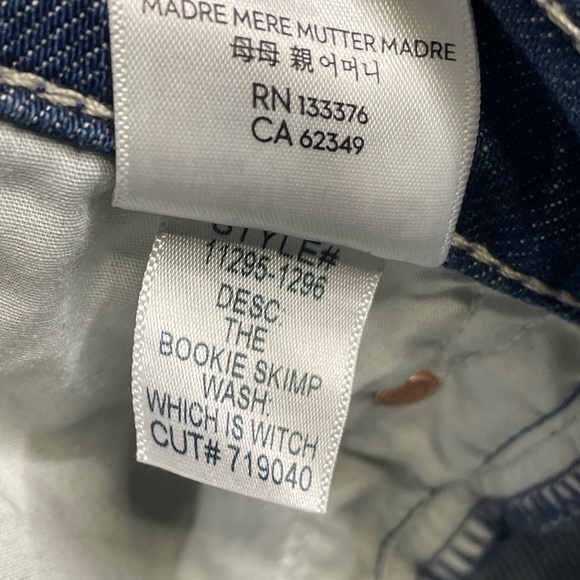 MADRE MERE MUTTER MADRE
母母 親 어머니
RN 133376
CA 62349
STYLE#
11295-1296
DESC:
THE
BOOKIE SKIMP
WASH:
WHICH IS WITCH
CUT# 719040